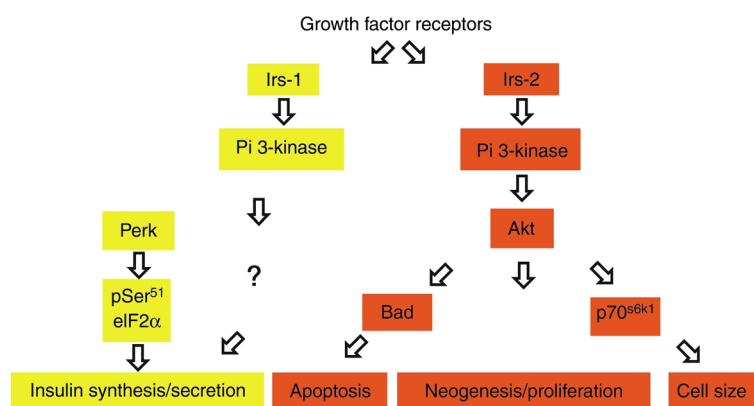 Growth factor receptors
Irs-1
Irs-2
Pi 3-kinase
Pi 3-kinase
Perk
Akt
?
pSer51
eIF2α
Bad
p70s6k1
Insulin synthesis/secretion
Apoptosis
Neogenesis/proliferation
Cell size